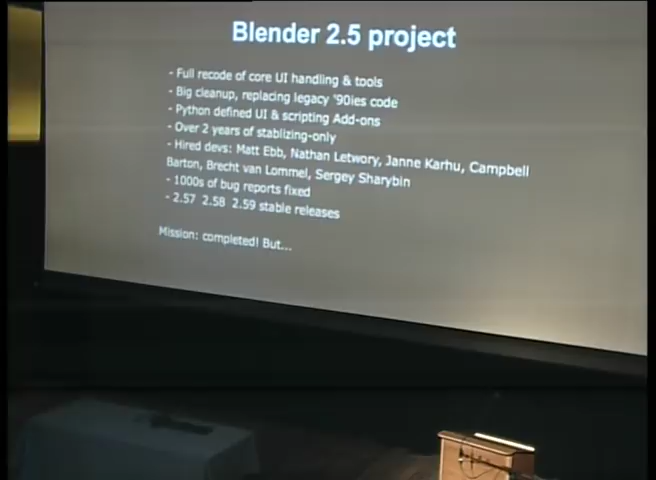 Blender 2.5 project
- Full recode of core UI handling & tools
- Big cleanup, replacing legacy '90ies code
- Python defined UI & scripting Add-ons
- Over 2 years of stablizing-only
- Hired devs: Matt Ebb, Nathan Letwory, Janne Karhu, Campbell
Barton, Brecht van Lommel, Sergey Sharybin
- 1000s of bug reports fixed
- 2.57 2.58 2.59 stable releases
Mission: completed! But...